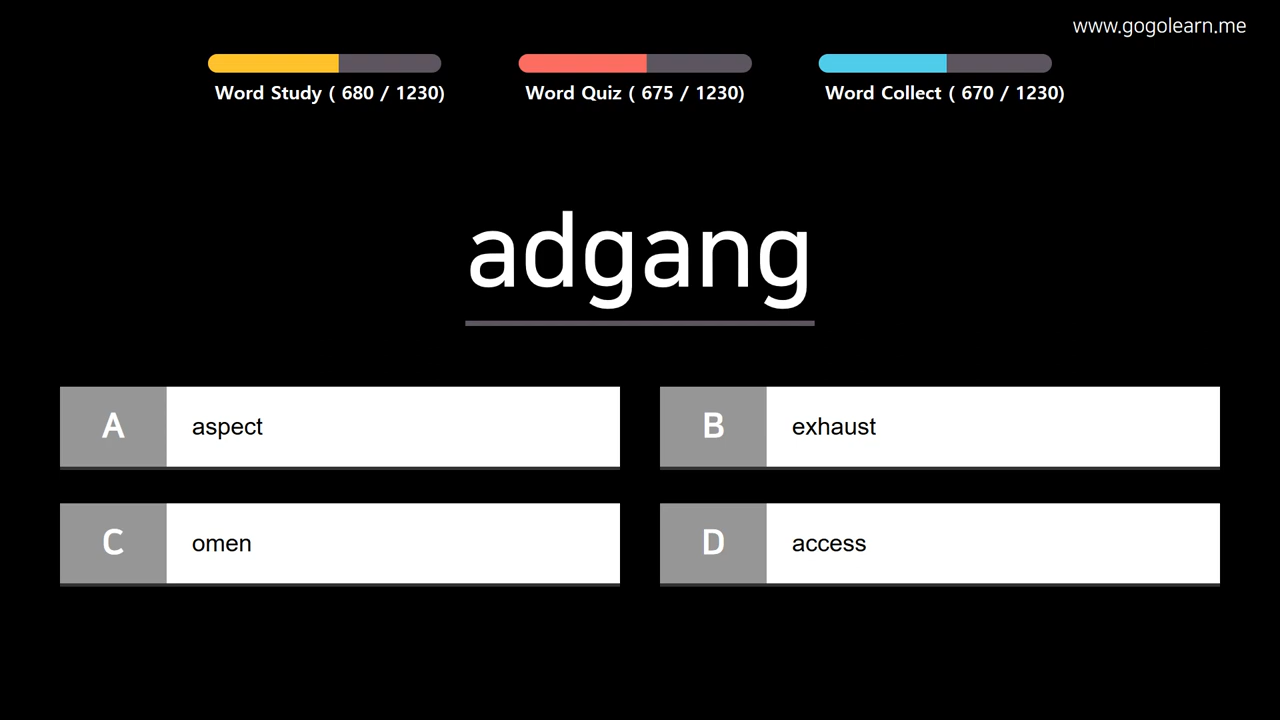 www.gogolearn.me
Word Study ( 680 / 1230)
Word Quiz ( 675 / 1230)
Word Collect ( 670 / 1230)
adgang
A aspect
B exhaust
C omen
D access